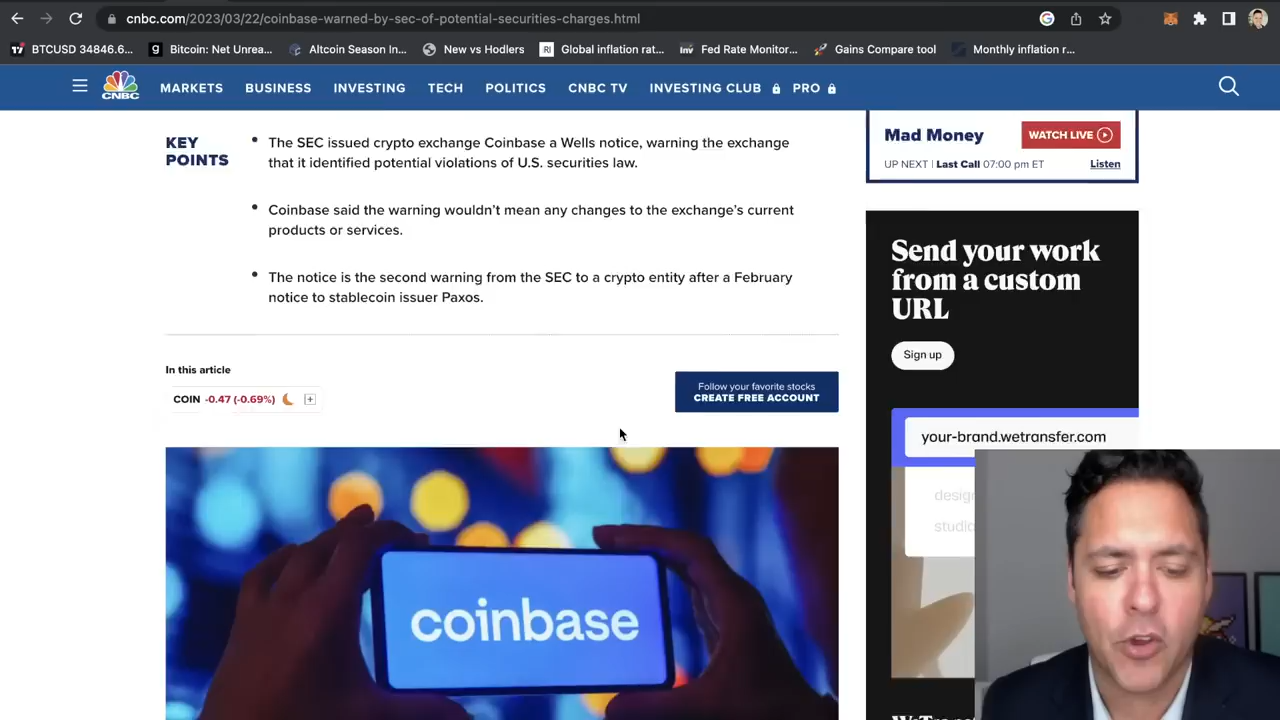 cnbc.com/2023/03/22/coinbase-warned-by-sec-of-potential-securities-charges.html
BTCUSD 34846.6... Bitcoin: Net Unrea... Altcoin Season In... New vs Hodlers Global inflation rat... Fed Rate Monitor... Gains Compare tool Monthly inflation r...
CNBC MARKETS BUSINESS INVESTING TECH POLITICS CNBC TV INVESTING CLUB PRO
KEY
POINTS
The SEC issued crypto exchange Coinbase a Wells notice, warning the exchange
that it identified potential violations of U.S. securities law.
Coinbase said the warning wouldn't mean any changes to the exchange's current
products or services.
The notice is the second warning from the SEC to a crypto entity after a February
notice to stablecoin issuer Paxos.
In this article
COIN -0.47 (-0.69%)
Follow your favorite stocks
CREATE FREE ACCOUNT
coinbase
Mad Money WATCH LIVE
UP NEXT | Last Call 07:00 pm ET Listen
Send your work
from a custom
URL
Sign up
your-brand.wetransfer.com